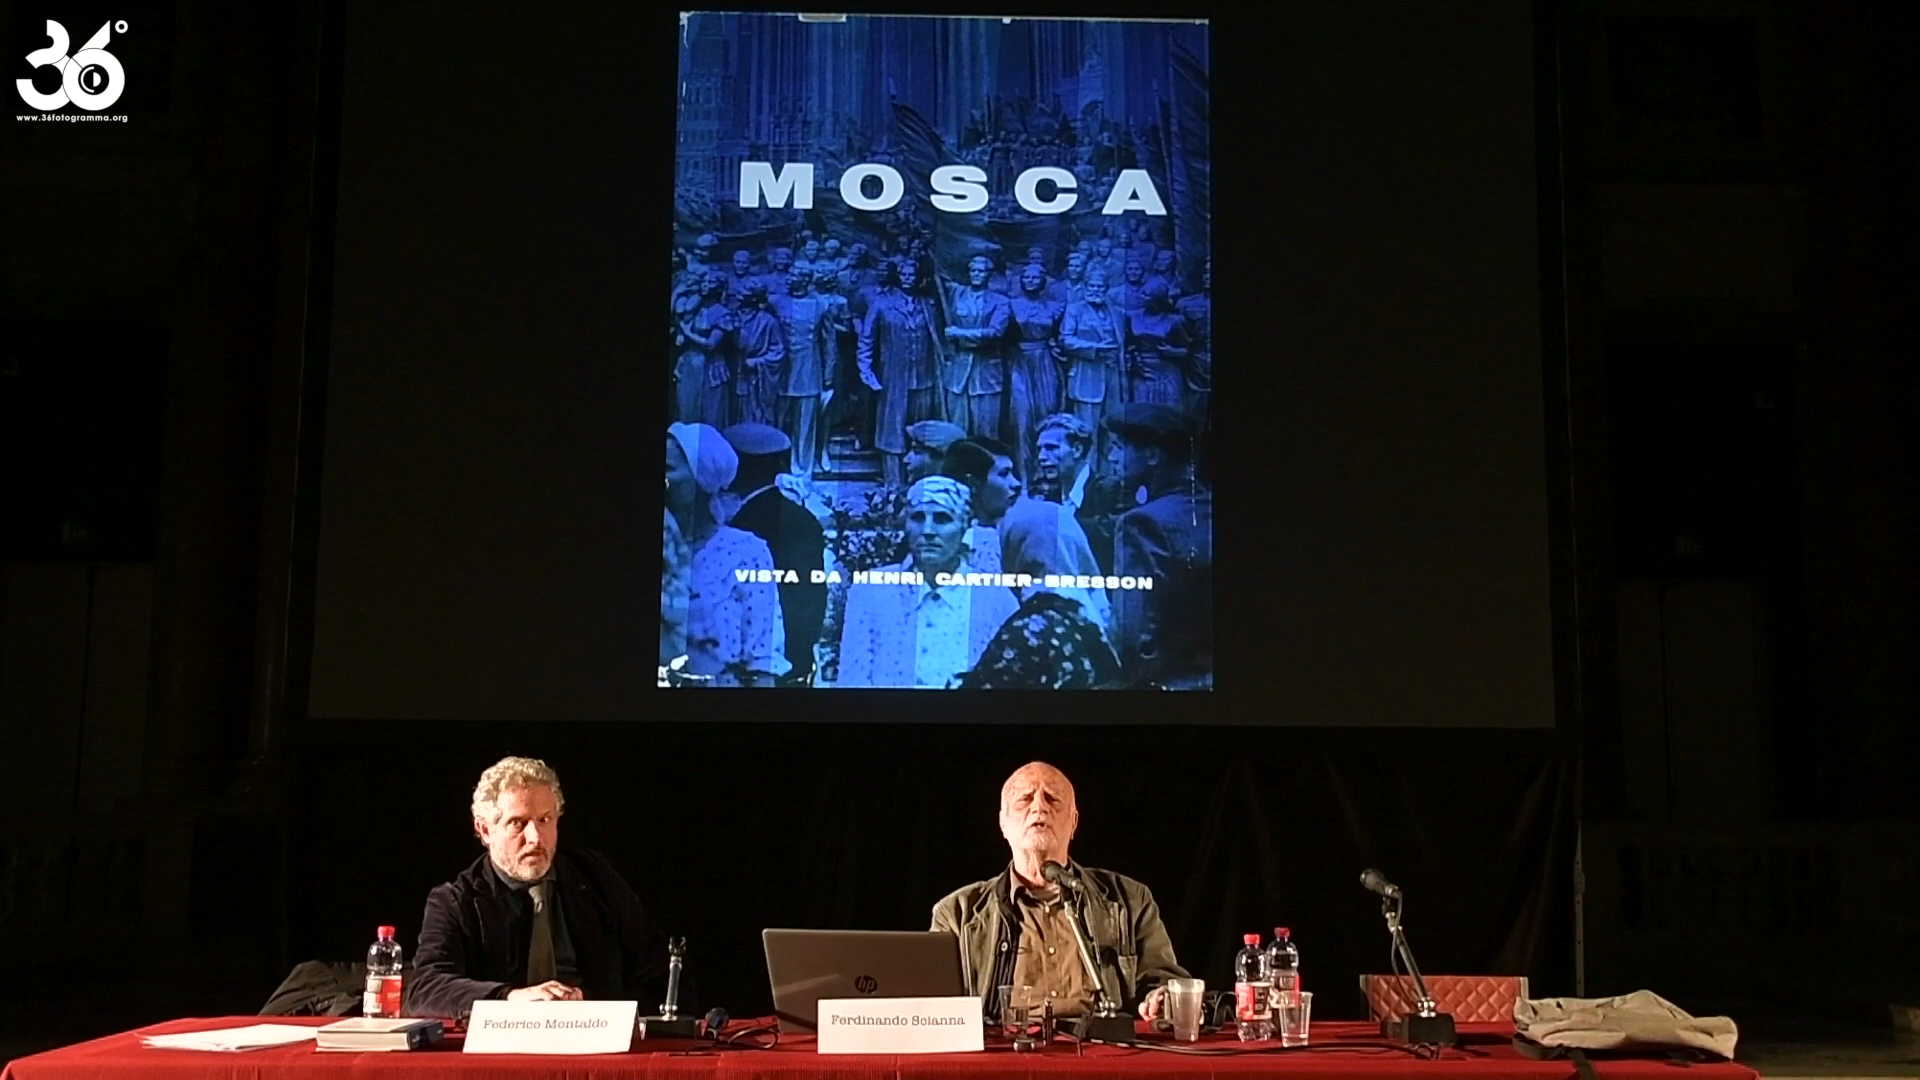 36°
www.36fotogramma.org
MOSCA
VISTA DA HENRI CARTIER-BRESSON
hp
Federico Montaldo
Ferdinando Scianna